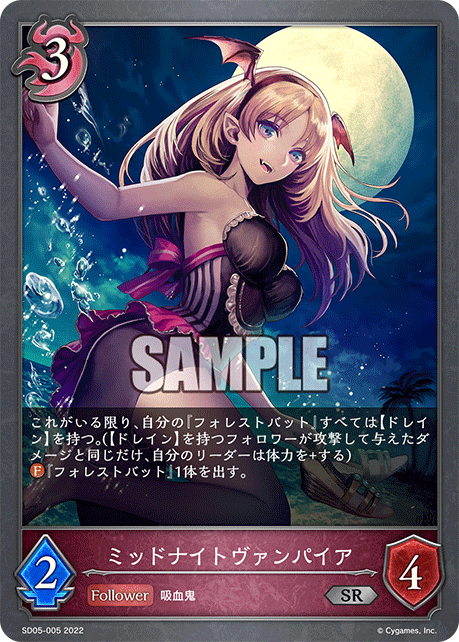 3
SAMPLE
これがいる限り、自分の『フォレストバット』すべては【ドレイ
ン】を持つ。(【ドレイン】を持つフォロワーが攻撃して与えたダ
メージと同じだけ、自分のリーダーは体力を+する)
F『フォレストバット』1体を出す。
ミッドナイトヴァンパイア
2
Follower 吸血鬼
SR
4
SD05-005 2022
© Cygames, Inc.